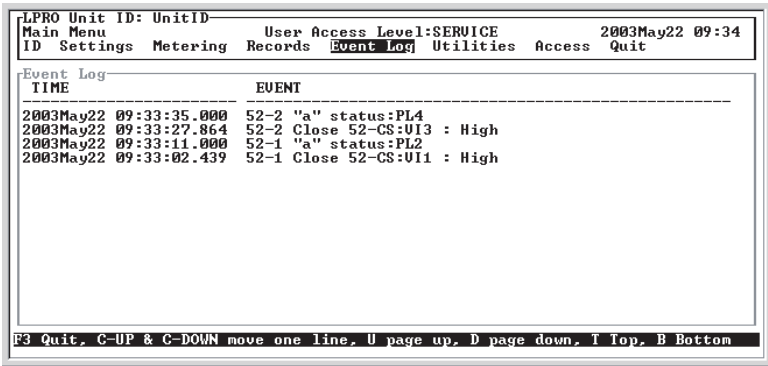 LPRO Unit ID: UnitID
Main Menu User Access Level:SERVICE 2003May22 09:34
ID Settings Metering Records Event Log Utilities Access Quit
Event Log
TIME EVENT
2003May22 09:33:35.000 52-2 "a" status:PL4
2003May22 09:33:27.864 52-2 Close 52-CS:VI3 : High
2003May22 09:33:11.000 52-1 "a" status:PL2
2003May22 09:33:02.439 52-1 Close 52-CS:VI1 : High
F3 Quit, C-UP & C-DOWN move one line, U page up, D page down, T Top, B Bottom